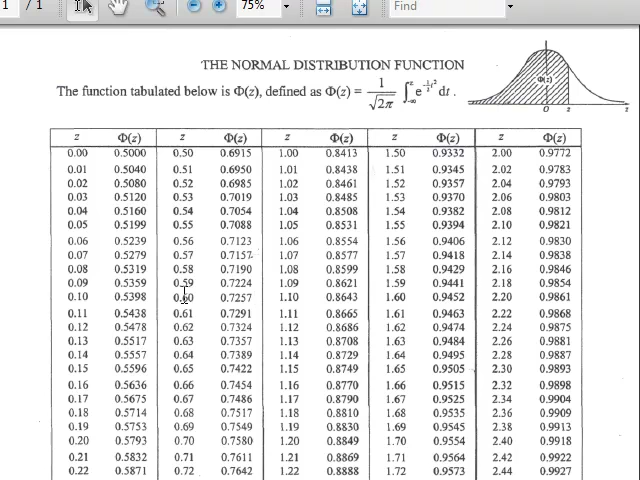 1 / 1 75% Find
THE NORMAL DISTRIBUTION FUNCTION
The function tabulated below is Φ(z), defined as Φ(z) = 1/√2π ∫_{-∞}^{z} e^{-½t²} dt .
Φ(z)
0 z t
z Φ(z) z Φ(z) z Φ(z) z Φ(z) z Φ(z)
0.00 0.5000 0.50 0.6915 1.00 0.8413 1.50 0.9332 2.00 0.9772
0.01 0.5040 0.51 0.6950 1.01 0.8438 1.51 0.9345 2.02 0.9783
0.02 0.5080 0.52 0.6985 1.02 0.8461 1.52 0.9357 2.04 0.9793
0.03 0.5120 0.53 0.7019 1.03 0.8485 1.53 0.9370 2.06 0.9803
0.04 0.5160 0.54 0.7054 1.04 0.8508 1.54 0.9382 2.08 0.9812
0.05 0.5199 0.55 0.7088 1.05 0.8531 1.55 0.9394 2.10 0.9821
0.06 0.5239 0.56 0.7123 1.06 0.8554 1.56 0.9406 2.12 0.9830
0.07 0.5279 0.57 0.7157 1.07 0.8577 1.57 0.9418 2.14 0.9838
0.08 0.5319 0.58 0.7190 1.08 0.8599 1.58 0.9429 2.16 0.9846
0.09 0.5359 0.59 0.7224 1.09 0.8621 1.59 0.9441 2.18 0.9854
0.10 0.5398 0.60 0.7257 1.10 0.8643 1.60 0.9452 2.20 0.9861
0.11 0.5438 0.61 0.7291 1.11 0.8665 1.61 0.9463 2.22 0.9868
0.12 0.5478 0.62 0.7324 1.12 0.8686 1.62 0.9474 2.24 0.9875
0.13 0.5517 0.63 0.7357 1.13 0.8708 1.63 0.9484 2.26 0.9881
0.14 0.5557 0.64 0.7389 1.14 0.8729 1.64 0.9495 2.28 0.9887
0.15 0.5596 0.65 0.7422 1.15 0.8749 1.65 0.9505 2.30 0.9893
0.16 0.5636 0.66 0.7454 1.16 0.8770 1.66 0.9515 2.32 0.9898
0.17 0.5675 0.67 0.7486 1.17 0.8790 1.67 0.9525 2.34 0.9904
0.18 0.5714 0.68 0.7517 1.18 0.8810 1.68 0.9535 2.36 0.9909
0.19 0.5753 0.69 0.7549 1.19 0.8830 1.69 0.9545 2.38 0.9913
0.20 0.5793 0.70 0.7580 1.20 0.8849 1.70 0.9554 2.40 0.9918
0.21 0.5832 0.71 0.7611 1.21 0.8869 1.71 0.9564 2.42 0.9922
0.22 0.5871 0.72 0.7642 1.22 0.8888 1.72 0.9573 2.44 0.9927